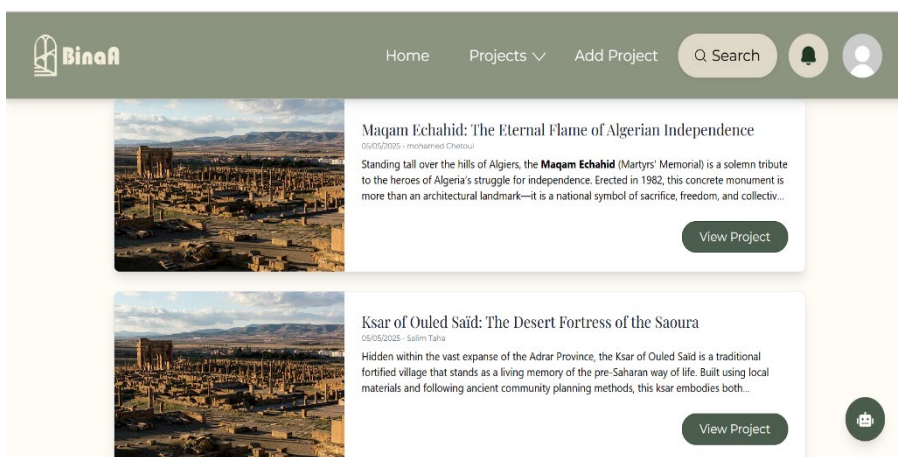 BinaA
Home Projects Add Project Search
Maqam Echahid: The Eternal Flame of Algerian Independence
05/05/2025 - mohamed Chetoui
Standing tall over the hills of Algiers, the Maqam Echahid (Martyrs' Memorial) is a solemn tribute
to the heroes of Algeria's struggle for independence. Erected in 1982, this concrete monument is
more than an architectural landmark—it is a national symbol of sacrifice, freedom, and collectiv...
View Project
Ksar of Ouled Saïd: The Desert Fortress of the Saoura
05/05/2025 - Salim Taha
Hidden within the vast expanse of the Adrar Province, the Ksar of Ouled Saïd is a traditional
fortified village that stands as a living memory of the pre-Saharan way of life. Built using local
materials and following ancient community planning methods, this ksar embodies both...
View Project